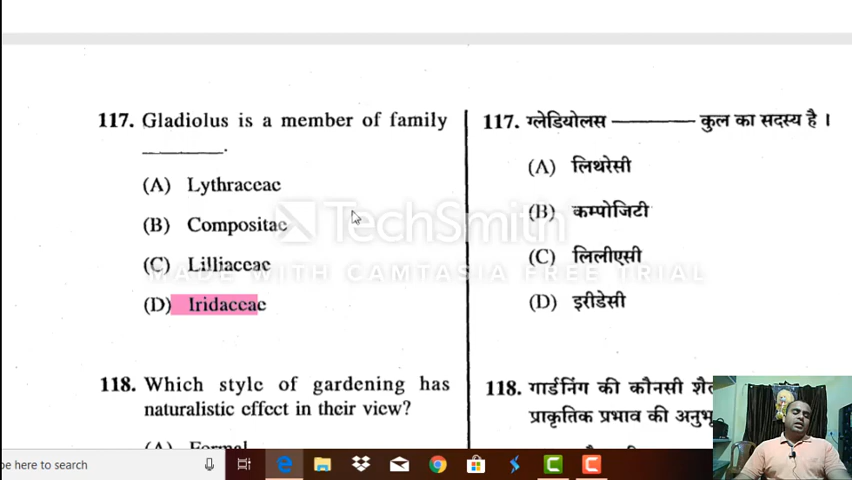 117. Gladiolus is a member of family
________.
(A) Lythraceae
(B) Compositae
(C) Lilliaceae
(D) Iridaceae
118. Which style of gardening has
naturalistic effect in their view?
(A) Formal
117. ग्लेडियोलस ________ कुल का सदस्य है ।
(A) लिथरेसी
(B) कम्पोजिटी
(C) लिलीएसी
(D) इरीडेसी
118. गार्डनिंग की कौनसी
प्राकृतिक प्रभाव की
TechSmith
MADE WITH CAMTASIA FREE TRIAL
here to search